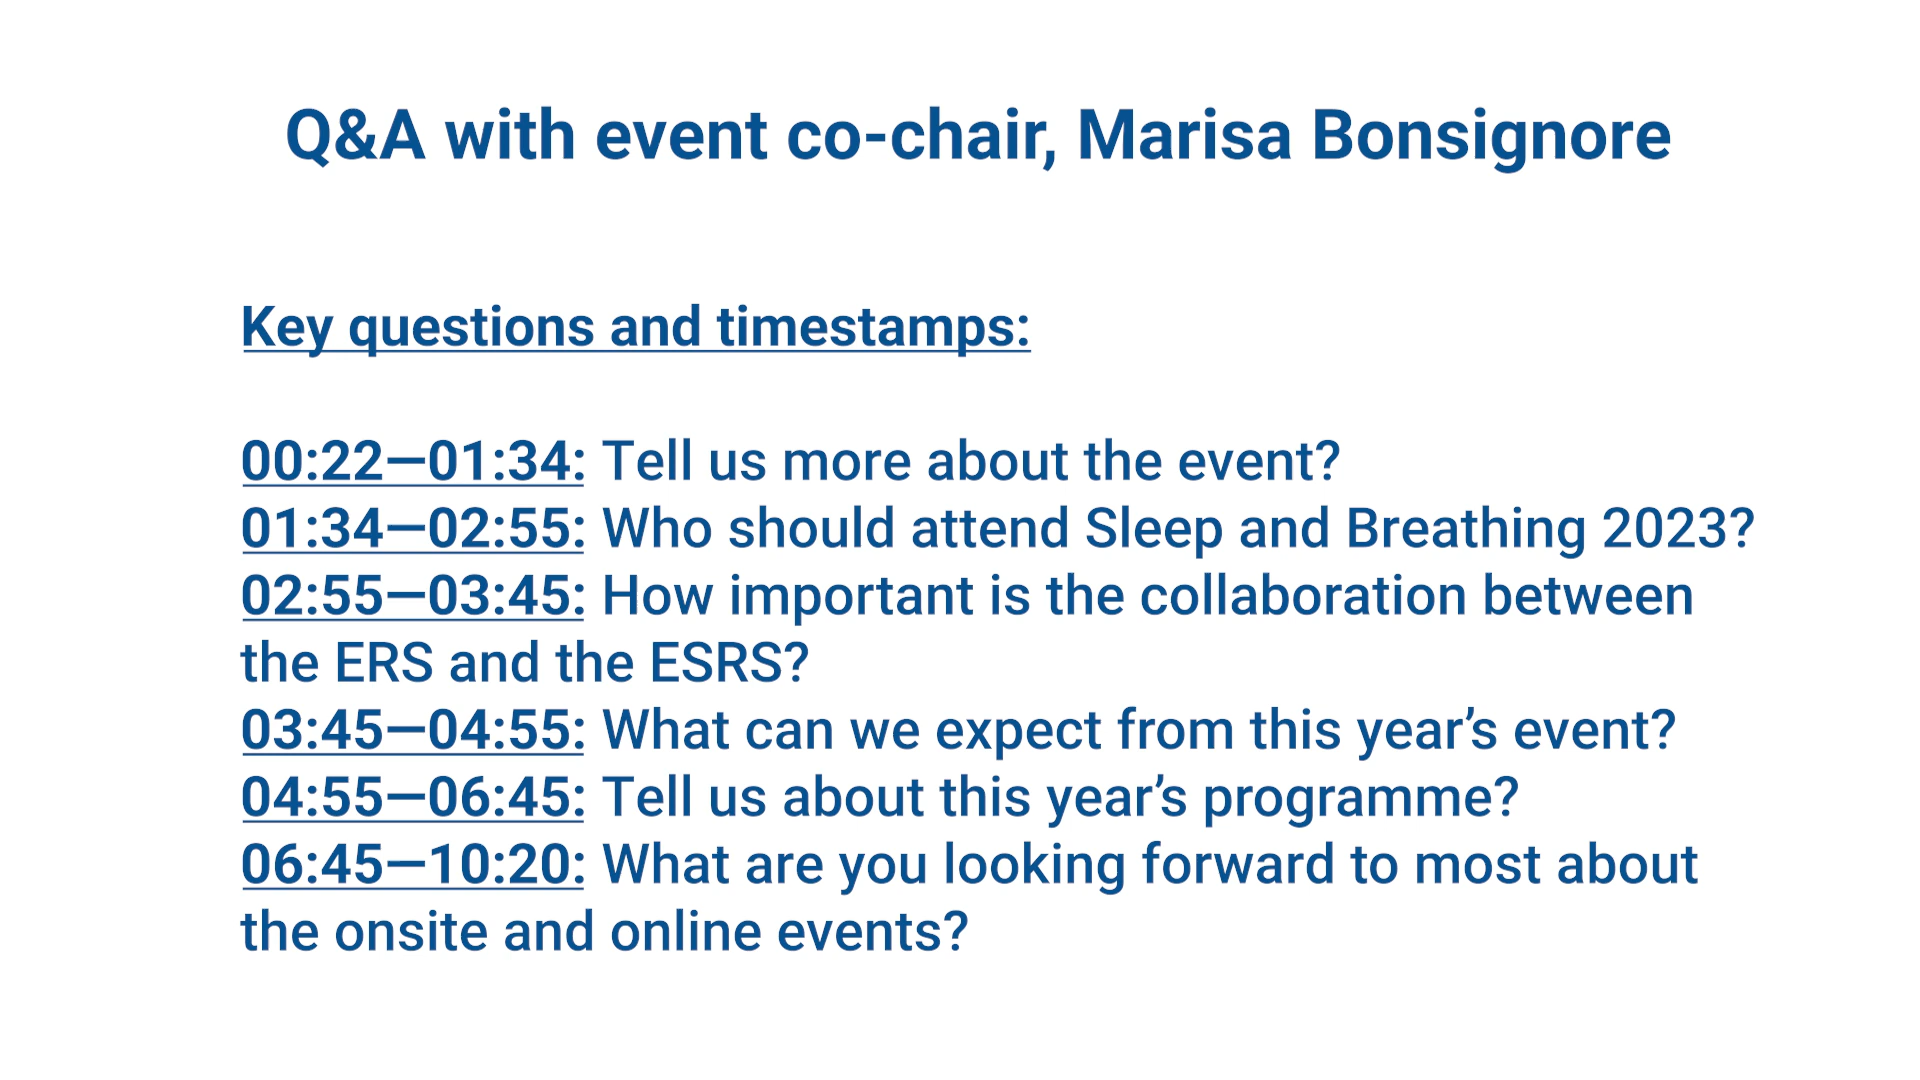 Q&A with event co-chair, Marisa Bonsignore
Key questions and timestamps:
00:22—01:34: Tell us more about the event?
01:34—02:55: Who should attend Sleep and Breathing 2023?
02:55—03:45: How important is the collaboration between
the ERS and the ESRS?
03:45—04:55: What can we expect from this year’s event?
04:55—06:45: Tell us about this year’s programme?
06:45—10:20: What are you looking forward to most about
the onsite and online events?